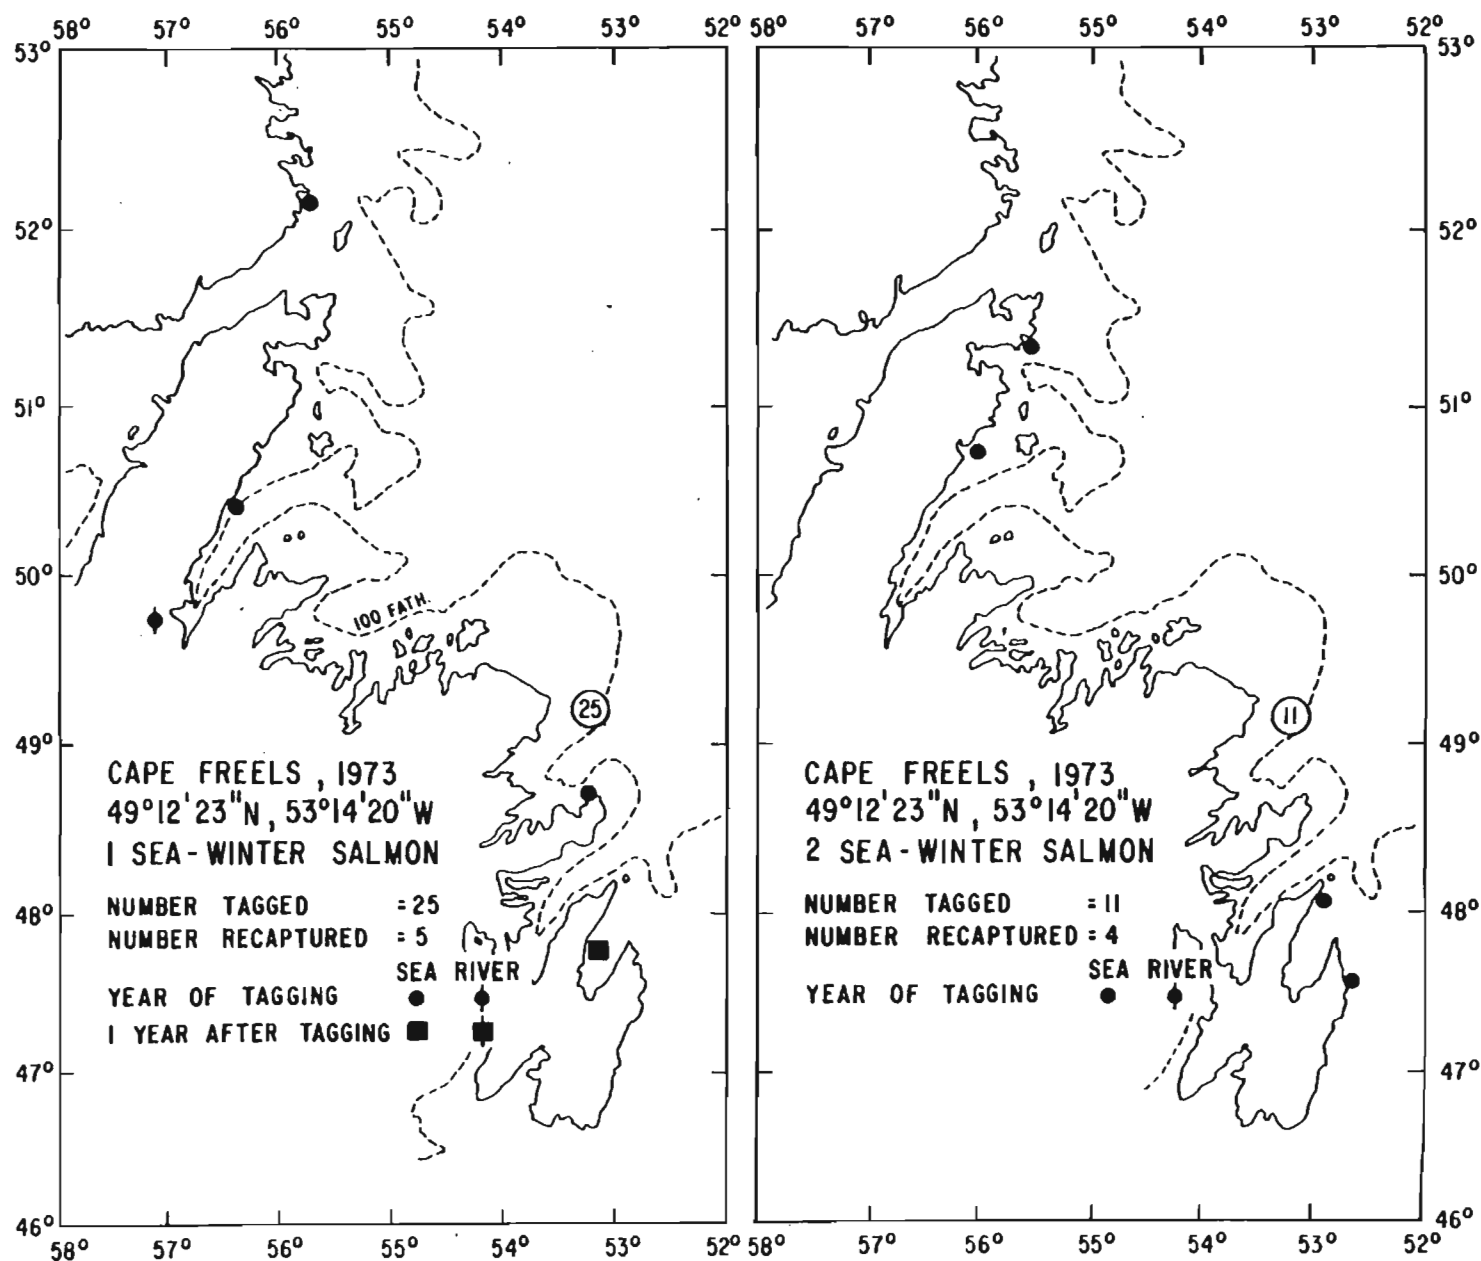 58° 57° 56° 55° 54° 53° 52°
58° 57° 56° 55° 54° 53° 52°
53°
53°
52°
52°
51°
51°
50°
50°
100 FATH.
25
11
49°
49°
CAPE FREELS , 1973
49°12'23"N , 53°14'20"W
1 SEA-WINTER SALMON
NUMBER TAGGED =25
NUMBER RECAPTURED =5
SEA RIVER
YEAR OF TAGGING
1 YEAR AFTER TAGGING
CAPE FREELS , 1973
49°12'23"N , 53°14'20"W
2 SEA-WINTER SALMON
NUMBER TAGGED =11
NUMBER RECAPTURED =4
SEA RIVER
YEAR OF TAGGING
48°
48°
47°
47°
46°
46°
58° 57° 56° 55° 54° 53° 52°
58° 57° 56° 55° 54° 53° 52°